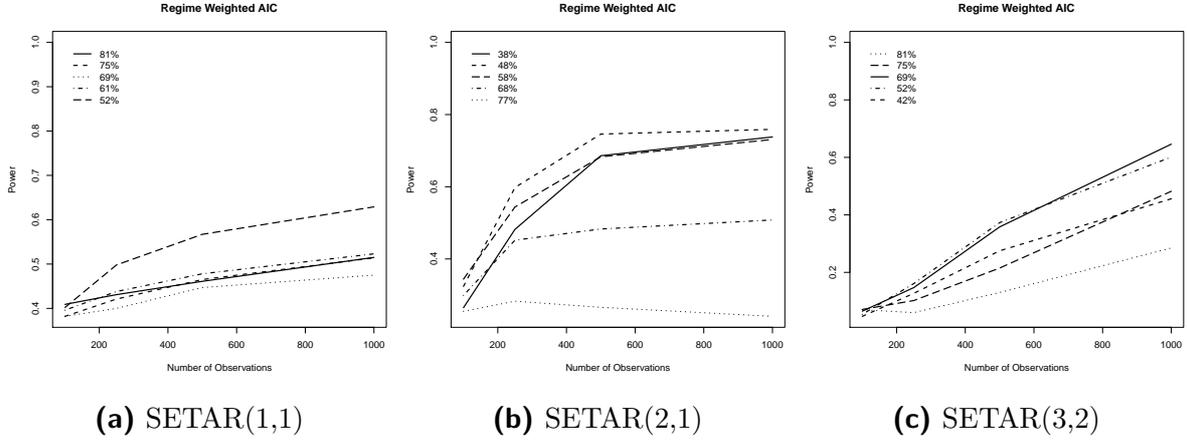 Regime Weighted AIC
1.0
0.9
0.8
0.7
0.6
0.5
0.4
Power
81%
75%
69%
61%
52%
200 400 600 800 1000
Number of Observations
(a) SETAR(1,1)
Regime Weighted AIC
1.0
0.8
0.6
0.4
Power
38%
48%
58%
68%
77%
200 400 600 800 1000
Number of Observations
(b) SETAR(2,1)
Regime Weighted AIC
1.0
0.8
0.6
0.4
0.2
Power
81%
75%
69%
52%
42%
200 400 600 800 1000
Number of Observations
(c) SETAR(3,2)